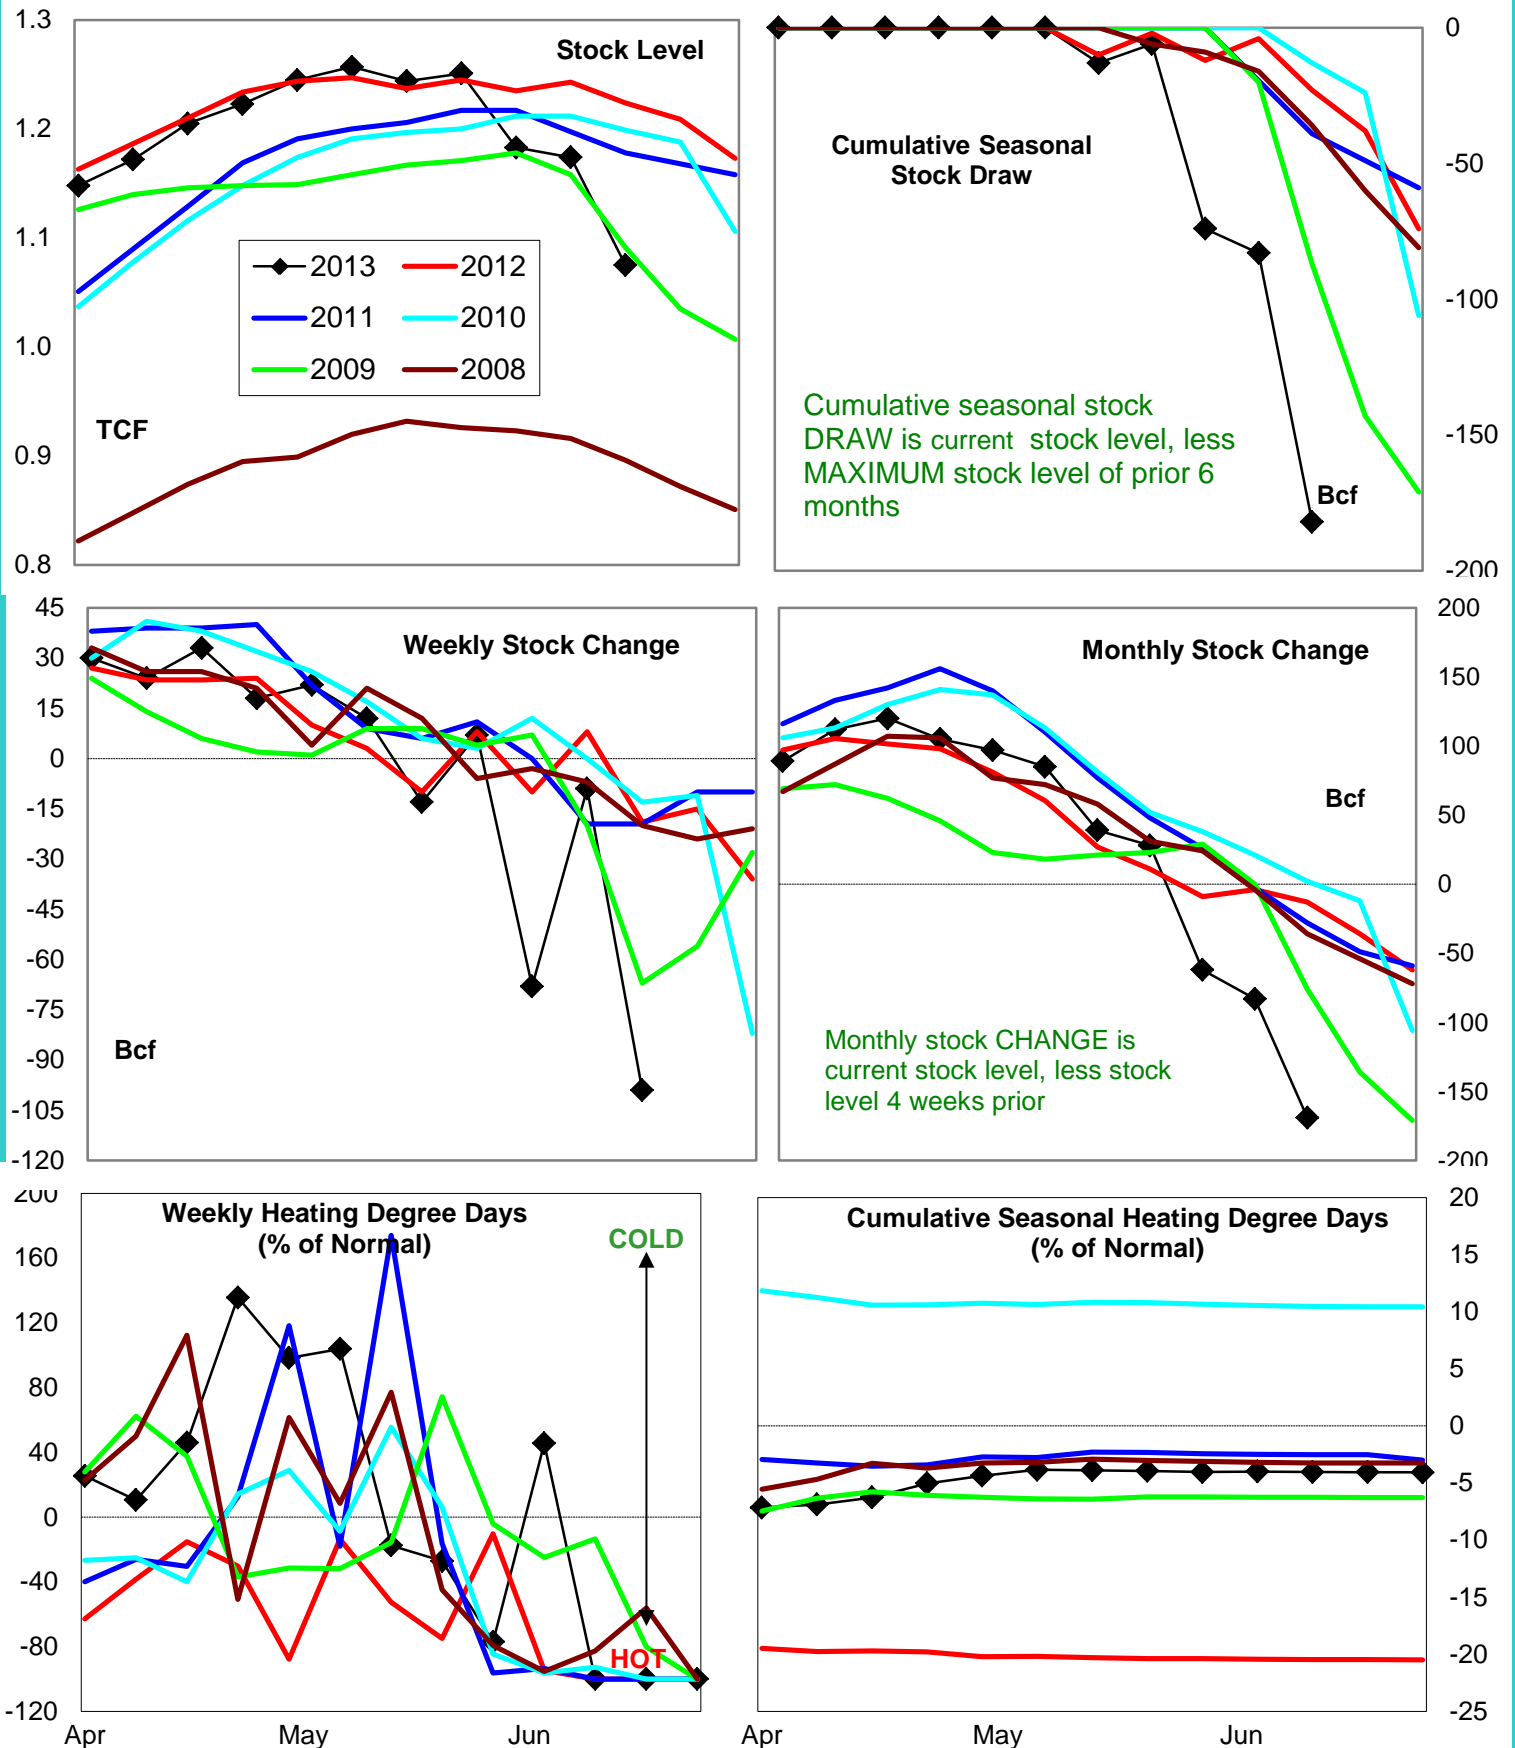 1.3
1.2
1.1
1.0
0.9
0.8
Stock Level
2013
2012
2011
2010
2009
2008
TCF
0
-50
-100
-150
-200
Cumulative Seasonal
Stock Draw
Cumulative seasonal stock
DRAW is current stock level, less
MAXIMUM stock level of prior 6
months
Bcf
45
30
15
0
-15
-30
-45
-60
-75
-90
-105
-120
Weekly Stock Change
Bcf
200
150
100
50
0
-50
-100
-150
-200
Monthly Stock Change
Bcf
Monthly stock CHANGE is
current stock level, less stock
level 4 weeks prior
200
160
120
80
40
0
-40
-80
-120
Weekly Heating Degree Days
(% of Normal)
COLD
HOT
Apr
May
Jun
20
15
10
5
0
-5
-10
-15
-20
-25
Cumulative Seasonal Heating Degree Days
(% of Normal)
Apr
May
Jun